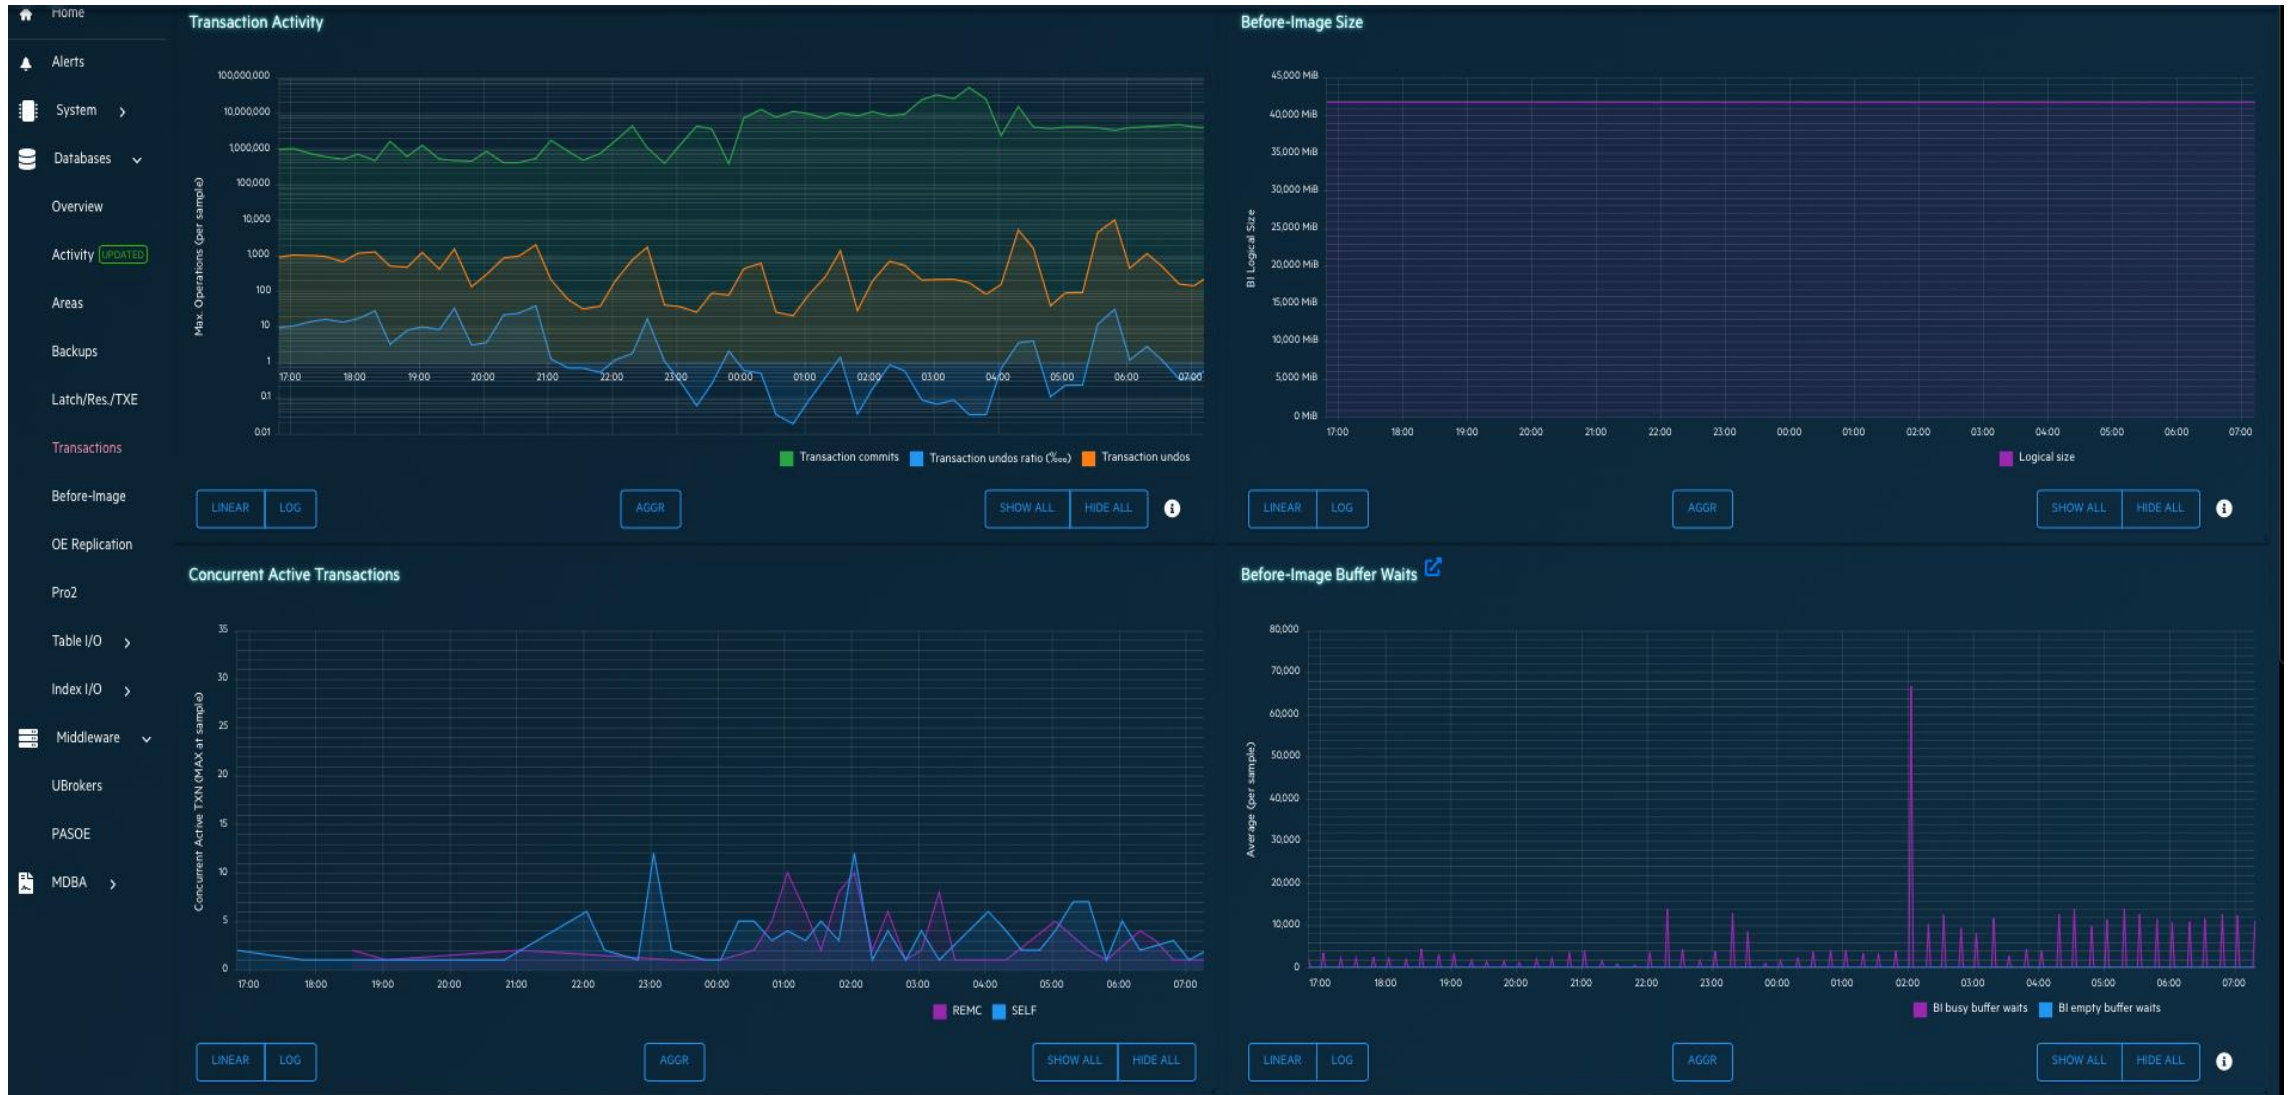 Home
Alerts
System
Databases
Overview
Activity UPDATED
Areas
Backups
Latch/Res./TXE
Transactions
Before-Image
OE Replication
Pro2
Table I/O
Index I/O
Middleware
UBrokers
PASOE
MDBA
Transaction Activity
Max. Operations (per sample)
100,000,000
10,000,000
1,000,000
100,000
10,000
1,000
100
10
1
0.1
0.01
17:00 18:00 19:00 20:00 21:00 22:00 23:00 00:00 01:00 02:00 03:00 04:00 05:00 06:00 07:00
Transaction commits Transaction undos ratio (‱) Transaction undos
LINEAR LOG AGGR SHOW ALL HIDE ALL
Before-Image Size
BI Logical Size
45,000 MiB
40,000 MiB
35,000 MiB
30,000 MiB
25,000 MiB
20,000 MiB
15,000 MiB
10,000 MiB
5,000 MiB
0 MiB
17:00 18:00 19:00 20:00 21:00 22:00 23:00 00:00 01:00 02:00 03:00 04:00 05:00 06:00 07:00
Logical size
LINEAR LOG AGGR SHOW ALL HIDE ALL
Concurrent Active Transactions
Concurrent Active TXN (MAX at sample)
35
30
25
20
15
10
5
0
17:00 18:00 19:00 20:00 21:00 22:00 23:00 00:00 01:00 02:00 03:00 04:00 05:00 06:00 07:00
REMC SELF
LINEAR LOG AGGR SHOW ALL HIDE ALL
Before-Image Buffer Waits
Average (per sample)
80,000
70,000
60,000
50,000
40,000
30,000
20,000
10,000
0
17:00 18:00 19:00 20:00 21:00 22:00 23:00 00:00 01:00 02:00 03:00 04:00 05:00 06:00 07:00
BI busy buffer waits BI empty buffer waits
LINEAR LOG AGGR SHOW ALL HIDE ALL